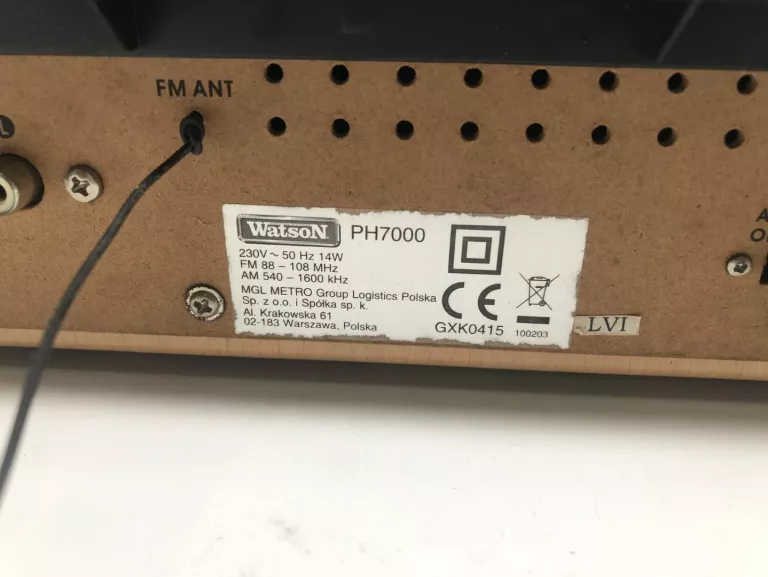 FM ANT
L
WatsoN PH7000
230V ~ 50 Hz 14W
FM 88 – 108 MHz
AM 540 - 1600 kHz
MGL METRO Group Logistics Polska
Sp. z o.o. i Spółka sp. k.
Al. Krakowska 61
02-183 Warszawa, Polska
CE
GXK0415
100203
LVI